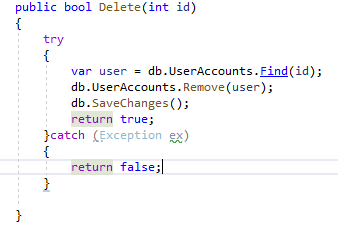 public bool Delete(int id)
{
try
{
var user = db.UserAccounts.Find(id);
db.UserAccounts.Remove(user);
db.SaveChanges();
return true;
}catch (Exception ex)
{
return false;
}
}